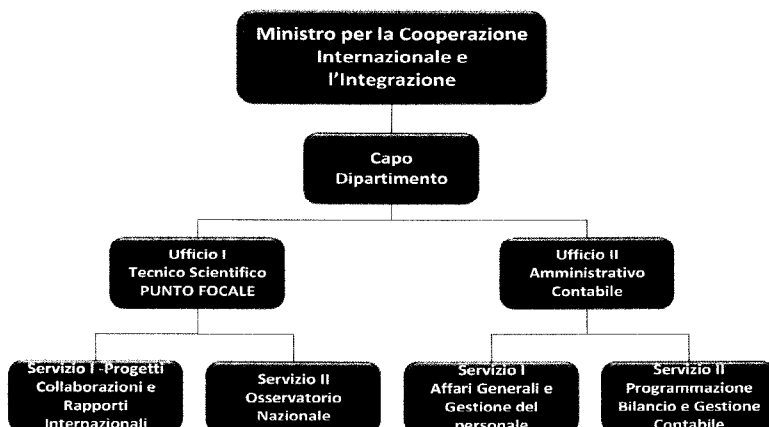 Ministro per la Cooperazione
Internazionale e
l'Integrazione
Capo
Dipartimento
Ufficio I
Tecnico Scientifico
PUNTO FOCALE
Ufficio II
Amministrativo
Contabile
Servizio I -Progetti
Collaborazioni e
Rapporti
Internazionali
Servizio II
Osservatorio
Nazionale
Servizio I
Affari Generali e
Gestione del
personale
Servizio II
Programmazione
Bilancio e Gestione
Contabile